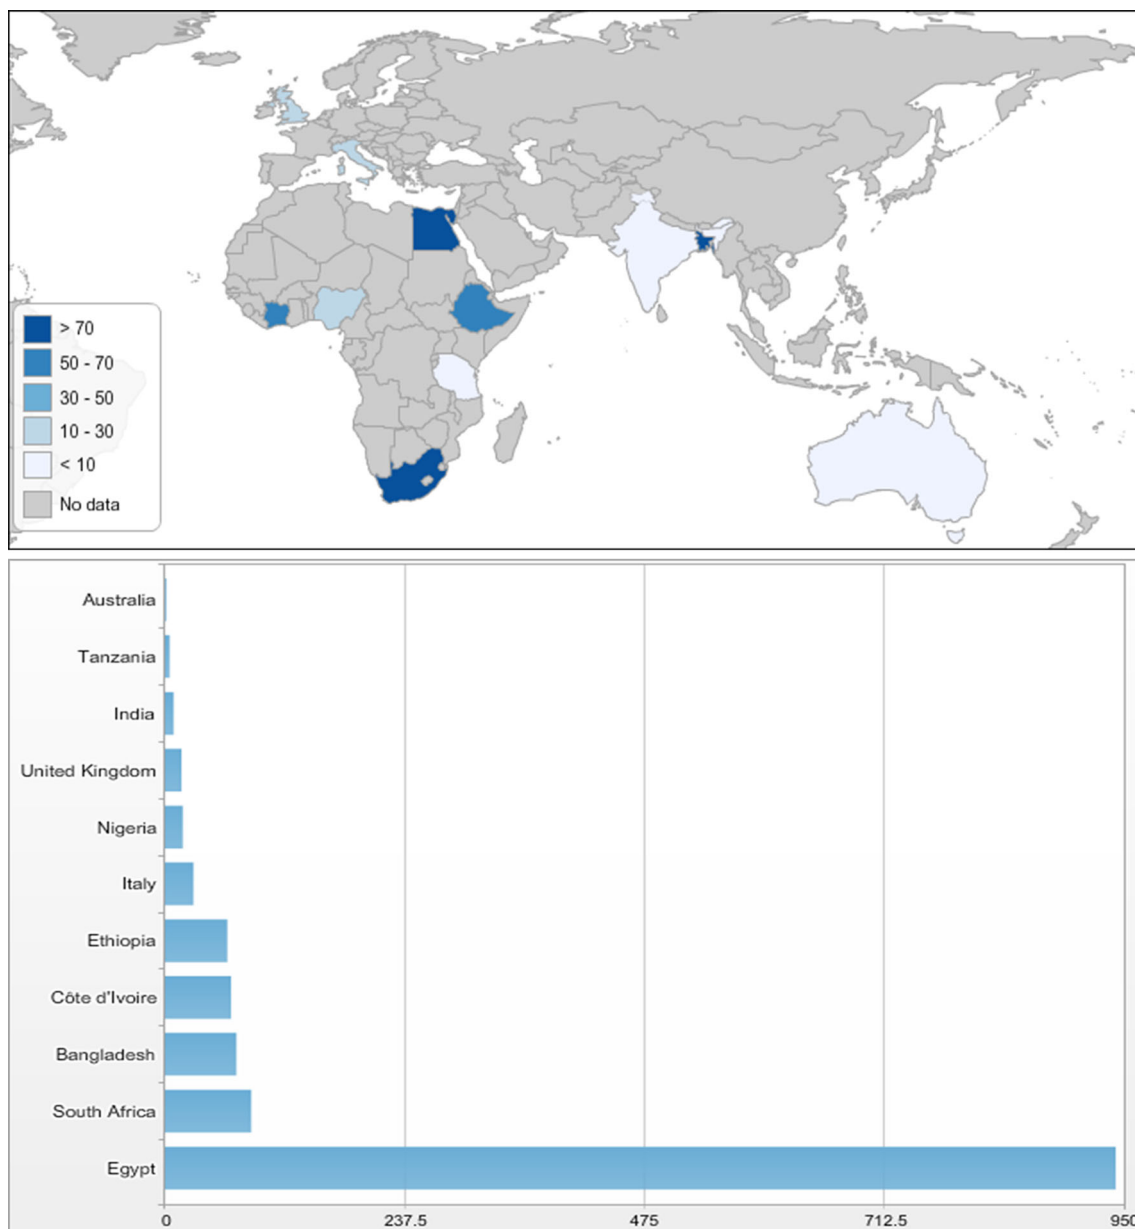 > 70
50 - 70
30 - 50
10 - 30
< 10
No data
Australia
Tanzania
India
United Kingdom
Nigeria
Italy
Ethiopia
Côte d'Ivoire
Bangladesh
South Africa
Egypt
0 237.5 475 712.5 950